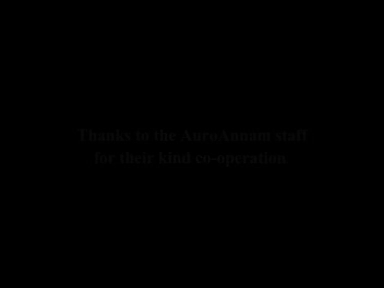 Thanks to the AuroAnnam staff
for their kind co-operation